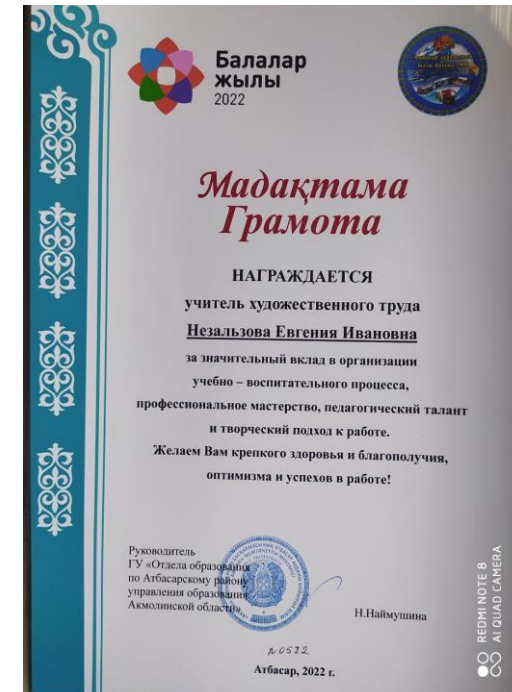 Балалар
жылы
2022
Мадақтама
Грамота
НАГРАЖДАЕТСЯ
учитель художественного труда
Незальзова Евгения Ивановна
за значительный вклад в организации
учебно – воспитательного процесса,
профессиональное мастерство, педагогический талант
и творческий подход к работе.
Желаем Вам крепкого здоровья и благополучия,
оптимизма и успехов в работе!
Руководитель
ГУ «Отдела образования
по Атбасарскому району
управления образования
Акмолинской области»
Н.Наймушина
№0522
Атбасар, 2022 г.
REDMI NOTE 8
AI QUAD CAMERA